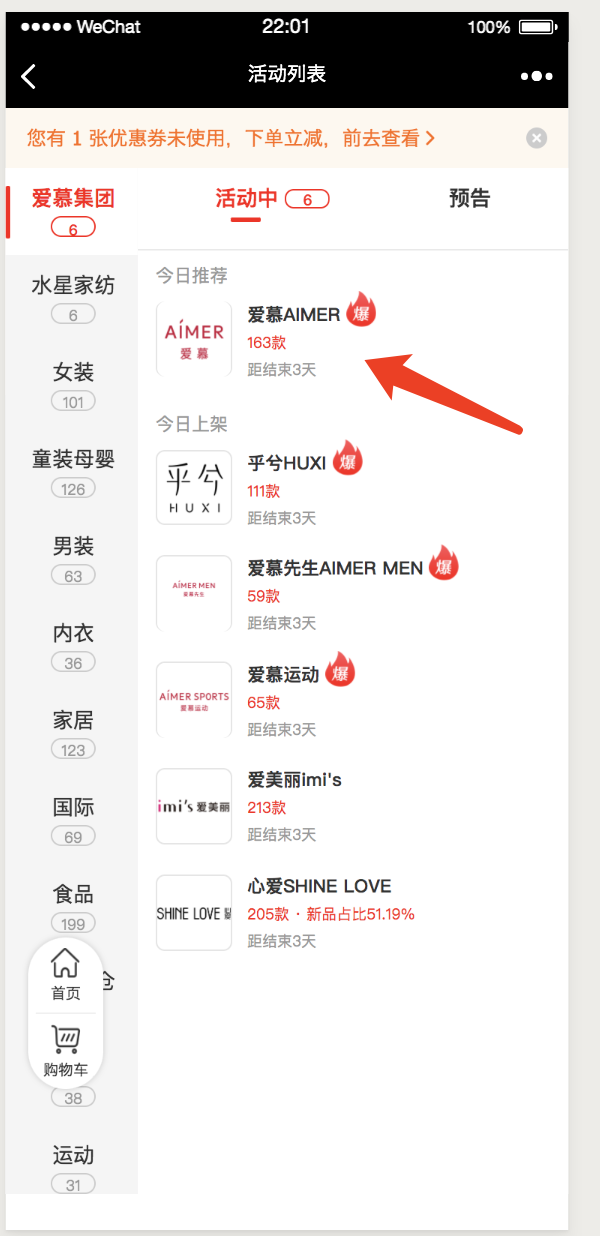 WeChat 22:01 100%
活动列表
您有 1 张优惠券未使用，下单立减，前去查看
爱慕集团
6
水星家纺
6
女装
101
童装母婴
126
男装
63
内衣
36
家居
123
国际
69
食品
199
仓
首页
购物车
38
运动
31
活动中 6 预告
今日推荐
AIMER
爱慕
爱慕AIMER 爆
163款
距结束3天
今日上架
乎兮
HUXI
乎兮HUXI 爆
111款
距结束3天
AIMER MEN
爱慕先生
爱慕先生AIMER MEN 爆
59款
距结束3天
AIMER SPORTS
爱慕运动
爱慕运动 爆
65款
距结束3天
imi's 爱美丽
爱美丽imi's
213款
距结束3天
SHINE LOVE
心爱SHINE LOVE
205款 · 新品占比51.19%
距结束3天